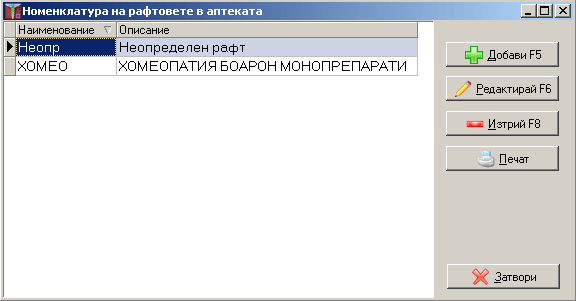 Номенклатура на рафтовете в аптеката
Наименование Описание
Неопр Неопределен рафт
ХОМЕО ХОМЕОПАТИЯ БОАРОН МОНОПРЕПАРАТИ
Добави F5
Редактирай F6
Изтрий F8
Печат
Затвори